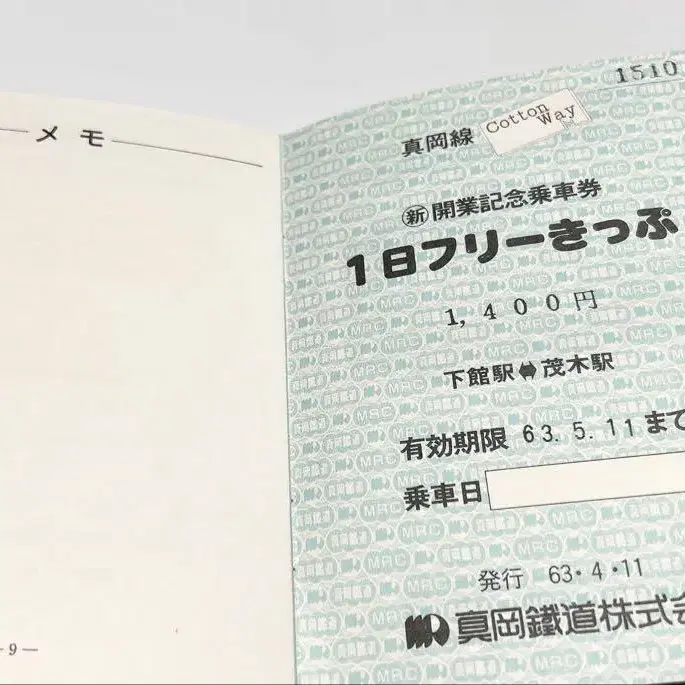 メモ
- 9 -
1510
真岡線
Cotton
Way
新 開業記念乗車券
1日フリーきっぷ
1,400円
下館駅⇔茂木駅
有効期限 63.5.11まで
乗車日
発行 63・4・11
真岡鐵道株式会